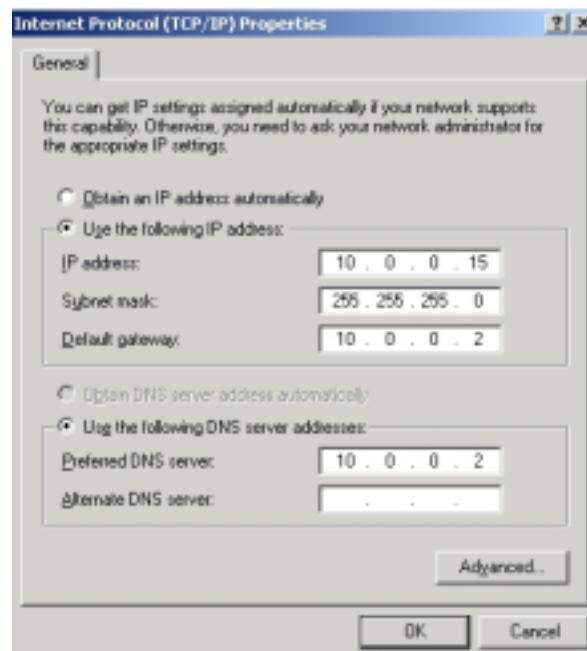 Internet Protocol (TCP/IP) Properties
General
You can get IP settings assigned automatically if your network supports
this capability. Otherwise, you need to ask your network administrator for
the appropriate IP settings.
Obtain an IP address automatically
Use the following IP address:
IP address: 10 . 0 . 0 . 15
Subnet mask: 255 . 255 . 255 . 0
Default gateway: 10 . 0 . 0 . 2
Obtain DNS server address automatically
Use the following DNS server addresses:
Preferred DNS server: 10 . 0 . 0 . 2
Alternate DNS server: . . .
Advanced...
OK Cancel